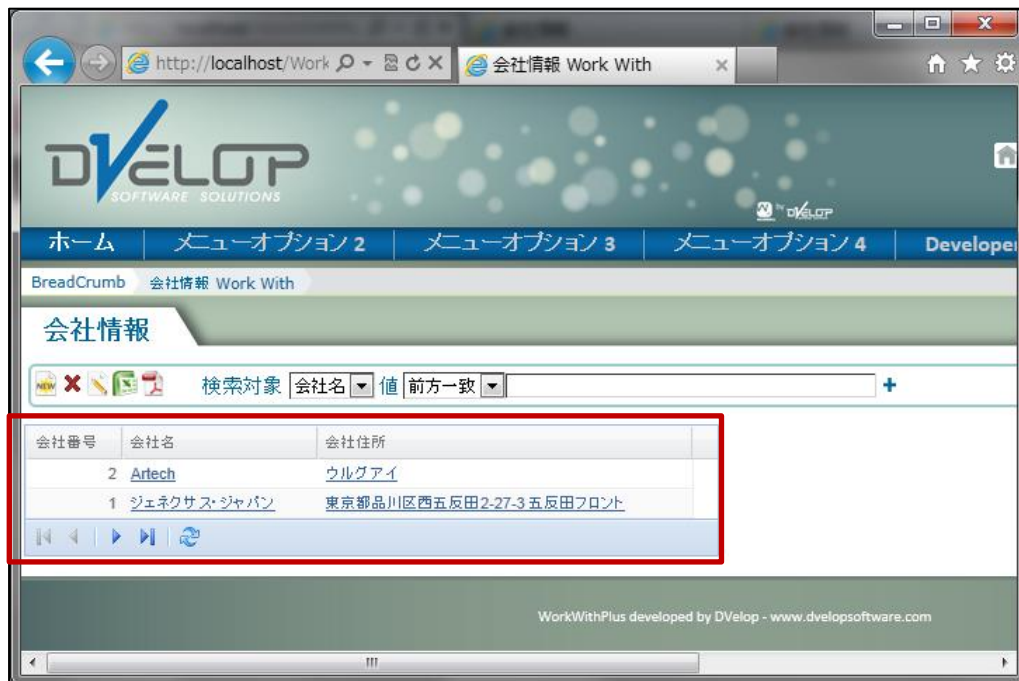 http://localhost/Work
会社情報 Work With
DVELOP
SOFTWARE SOLUTIONS
by DVELOP
ホーム メニューオプション 2 メニューオプション 3 メニューオプション 4 Developer
BreadCrumb 会社情報 Work With
会社情報
NEW 検索対象 会社名 値 前方一致
会社番号 会社名 会社住所
2 Artech ウルグアイ
1 ジェネクサス・ジャパン 東京都品川区西五反田2-27-3 五反田フロント
WorkWithPlus developed by DVelop - www.dvelopsoftware.com